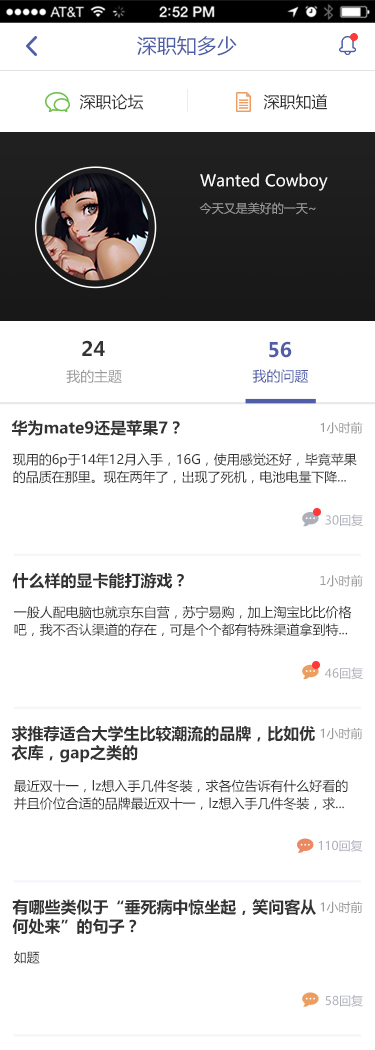 AT&T 2:52 PM
深职知多少
深职论坛 深职知道
Wanted Cowboy
今天又是美好的一天~
24 56
我的主题 我的问题
华为mate9还是苹果7？ 1小时前
现用的6p于14年12月入手，16G，使用感觉还好，毕竟苹果
的品质在那里。现在两年了，出现了死机，电池电量下降...
30回复
什么样的显卡能打游戏？ 1小时前
一般人配电脑也就京东自营，苏宁易购，加上淘宝比比价格
吧，我不否认渠道的存在，可是个个都有特殊渠道拿到特...
46回复
求推荐适合大学生比较潮流的品牌，比如优 1小时前
衣库，gap之类的
最近双十一，lz想入手几件冬装，求各位告诉有什么好看的
并且价位合适的品牌最近双十一，lz想入手几件冬装，求...
110回复
有哪些类似于“垂死病中惊坐起，笑问客从 1小时前
何处来”的句子？
如题
58回复